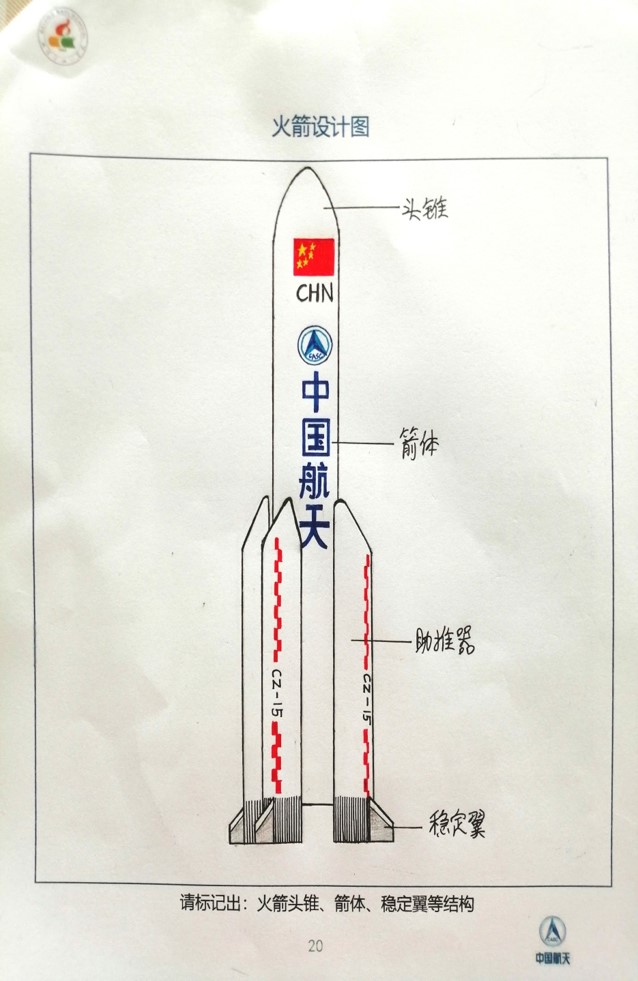 火箭设计图
头锥
CHN
CASC
中
国
航
天
箭体
助推器
CZ-15
CZ-15
稳定翼
请标记出：火箭头锥、箭体、稳定翼等结构
20
CASC
中国航天